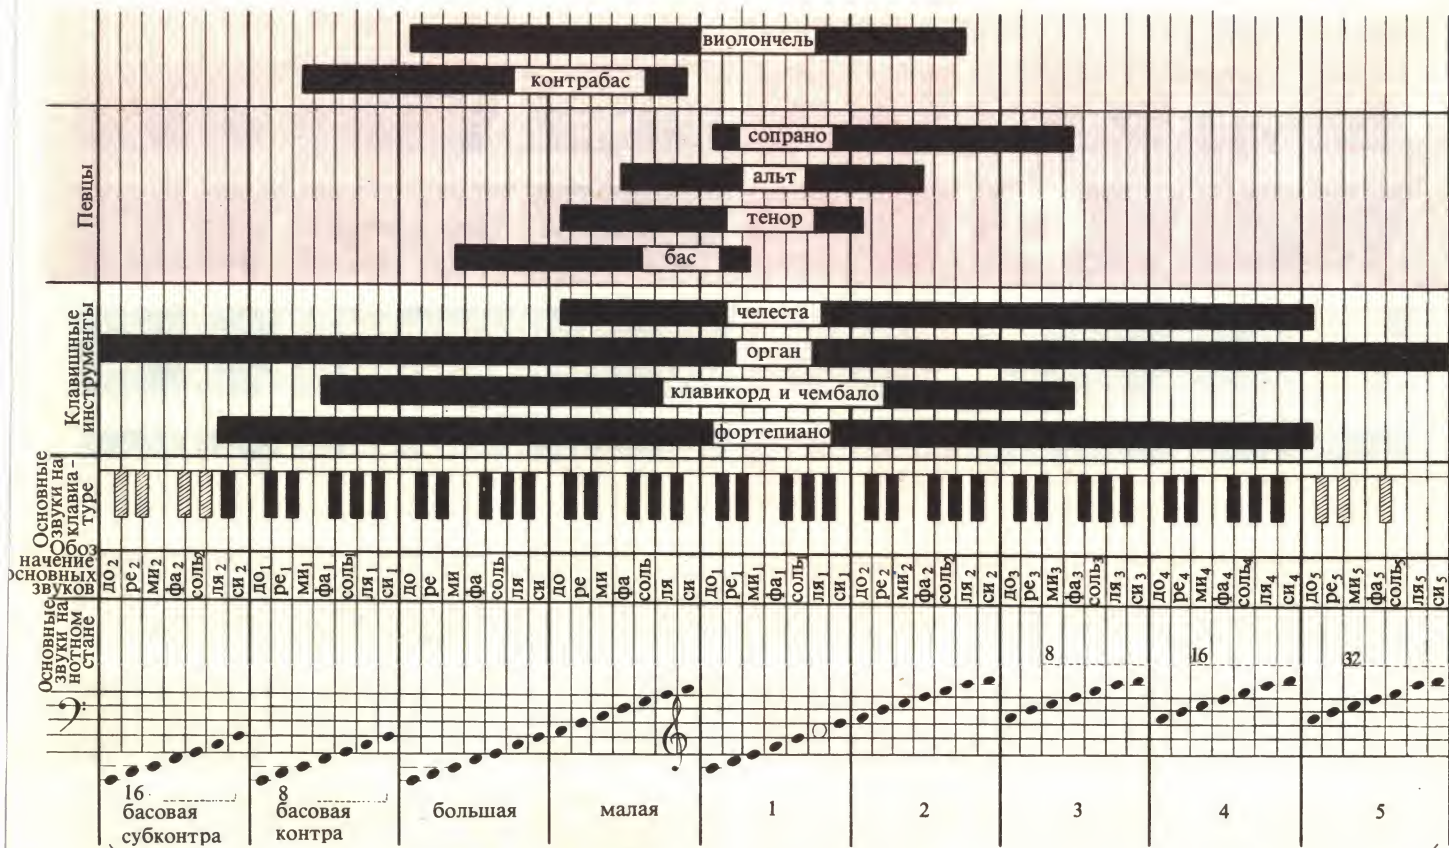 виолончель
контрабас
Певцы
сопрано
альт
тенор
бас
Клавишные
инструменты
челеста
орган
клавикорд и чембало
фортепиано
Основные
звуки на
клавиа-
туре
Обоз
начение
основных
звуков
до2 ре2 ми2 фа2 соль2 ля2 си2 до1 ре1 ми1 фа1 соль1 ля1 си1 до ре ми фа соль ля си до ре ми фа соль ля си до1 ре1 ми1 фа1 соль1 ля1 си1 до2 ре2 ми2 фа2 соль2 ля2 си2 до3 ре3 ми3 фа3 соль3 ля3 си3 до4 ре4 ми4 фа4 соль4 ля4 си4 до5 ре5 ми5 фа5 соль5 ля5 си5
Основные
звуки на
нотном
стане
8 16 32
16 8
басовая
субконтра
басовая
контра
большая
малая
1
2
3
4
5